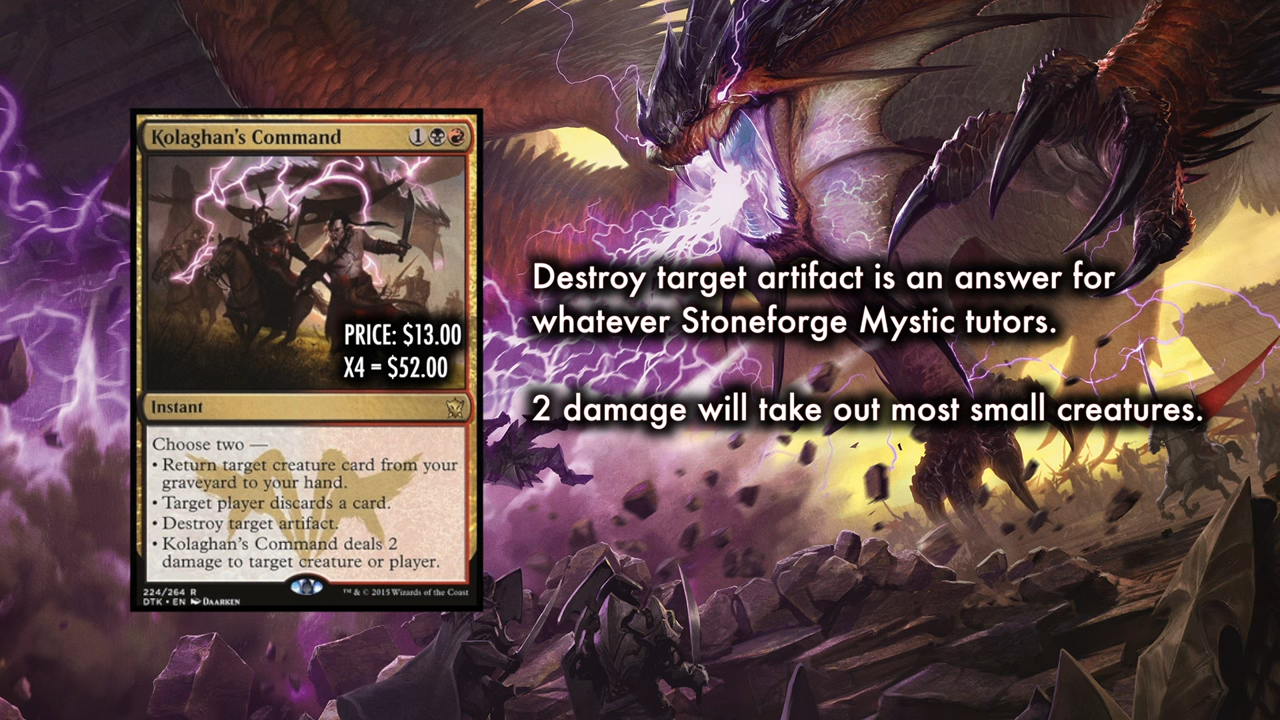 Kolaghan's Command 1
PRICE: $13.00
X4 = $52.00
Instant
Choose two —
• Return target creature card from your
graveyard to your hand.
• Target player discards a card.
• Destroy target artifact.
• Kolaghan's Command deals 2
damage to target creature or player.
224/264 R
DTK • EN DAARKEN
™ & © 2015 Wizards of the Coast
Destroy target artifact is an answer for
whatever Stoneforge Mystic tutors.
2 damage will take out most small creatures.